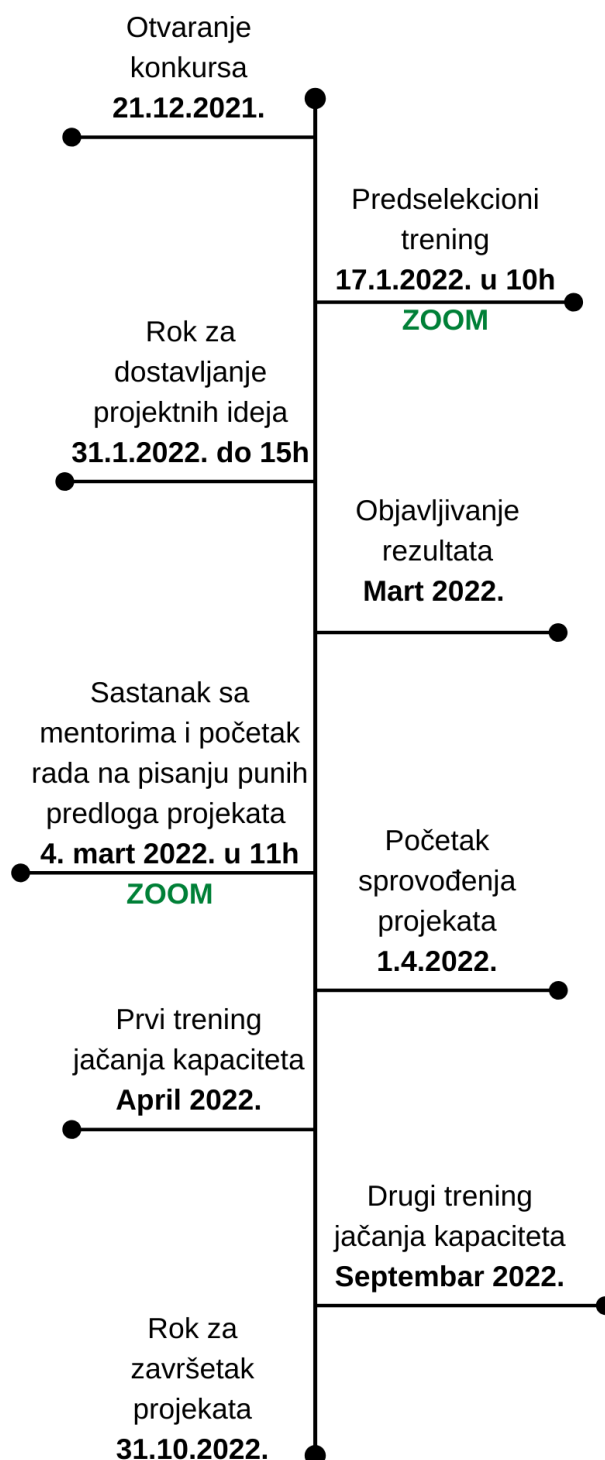 Otvaranje
konkursa
21.12.2021.
Predselekcioni
trening
17.1.2022. u 10h
ZOOM
Rok za
dostavljanje
projektnih ideja
31.1.2022. do 15h
Objavljivanje
rezultata
Mart 2022.
Sastanak sa
mentorima i početak
rada na pisanju punih
predloga projekata
4. mart 2022. u 11h
ZOOM
Početak
sprovođenja
projekata
1.4.2022.
Prvi trening
jačanja kapaciteta
April 2022.
Drugi trening
jačanja kapaciteta
Septembar 2022.
Rok za
završetak
projekata
31.10.2022.